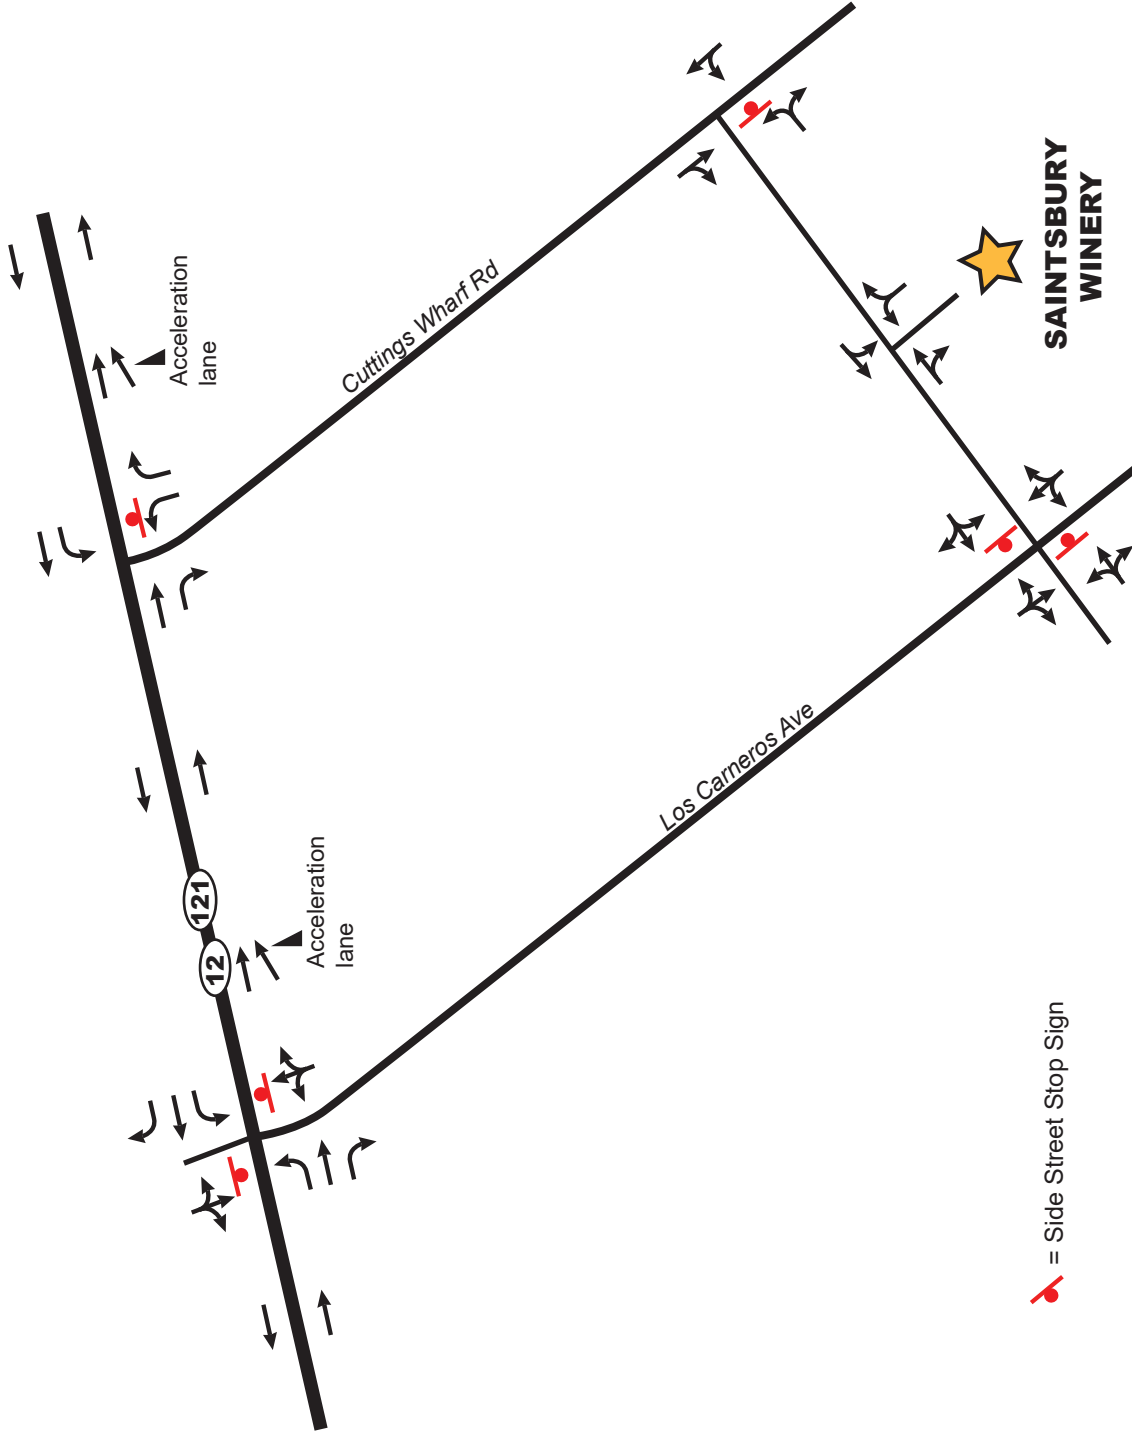 Acceleration
lane
Cuttings Wharf Rd
121
12
Acceleration
lane
Los Carneros Ave
SAINTSBURY
WINERY
= Side Street Stop Sign